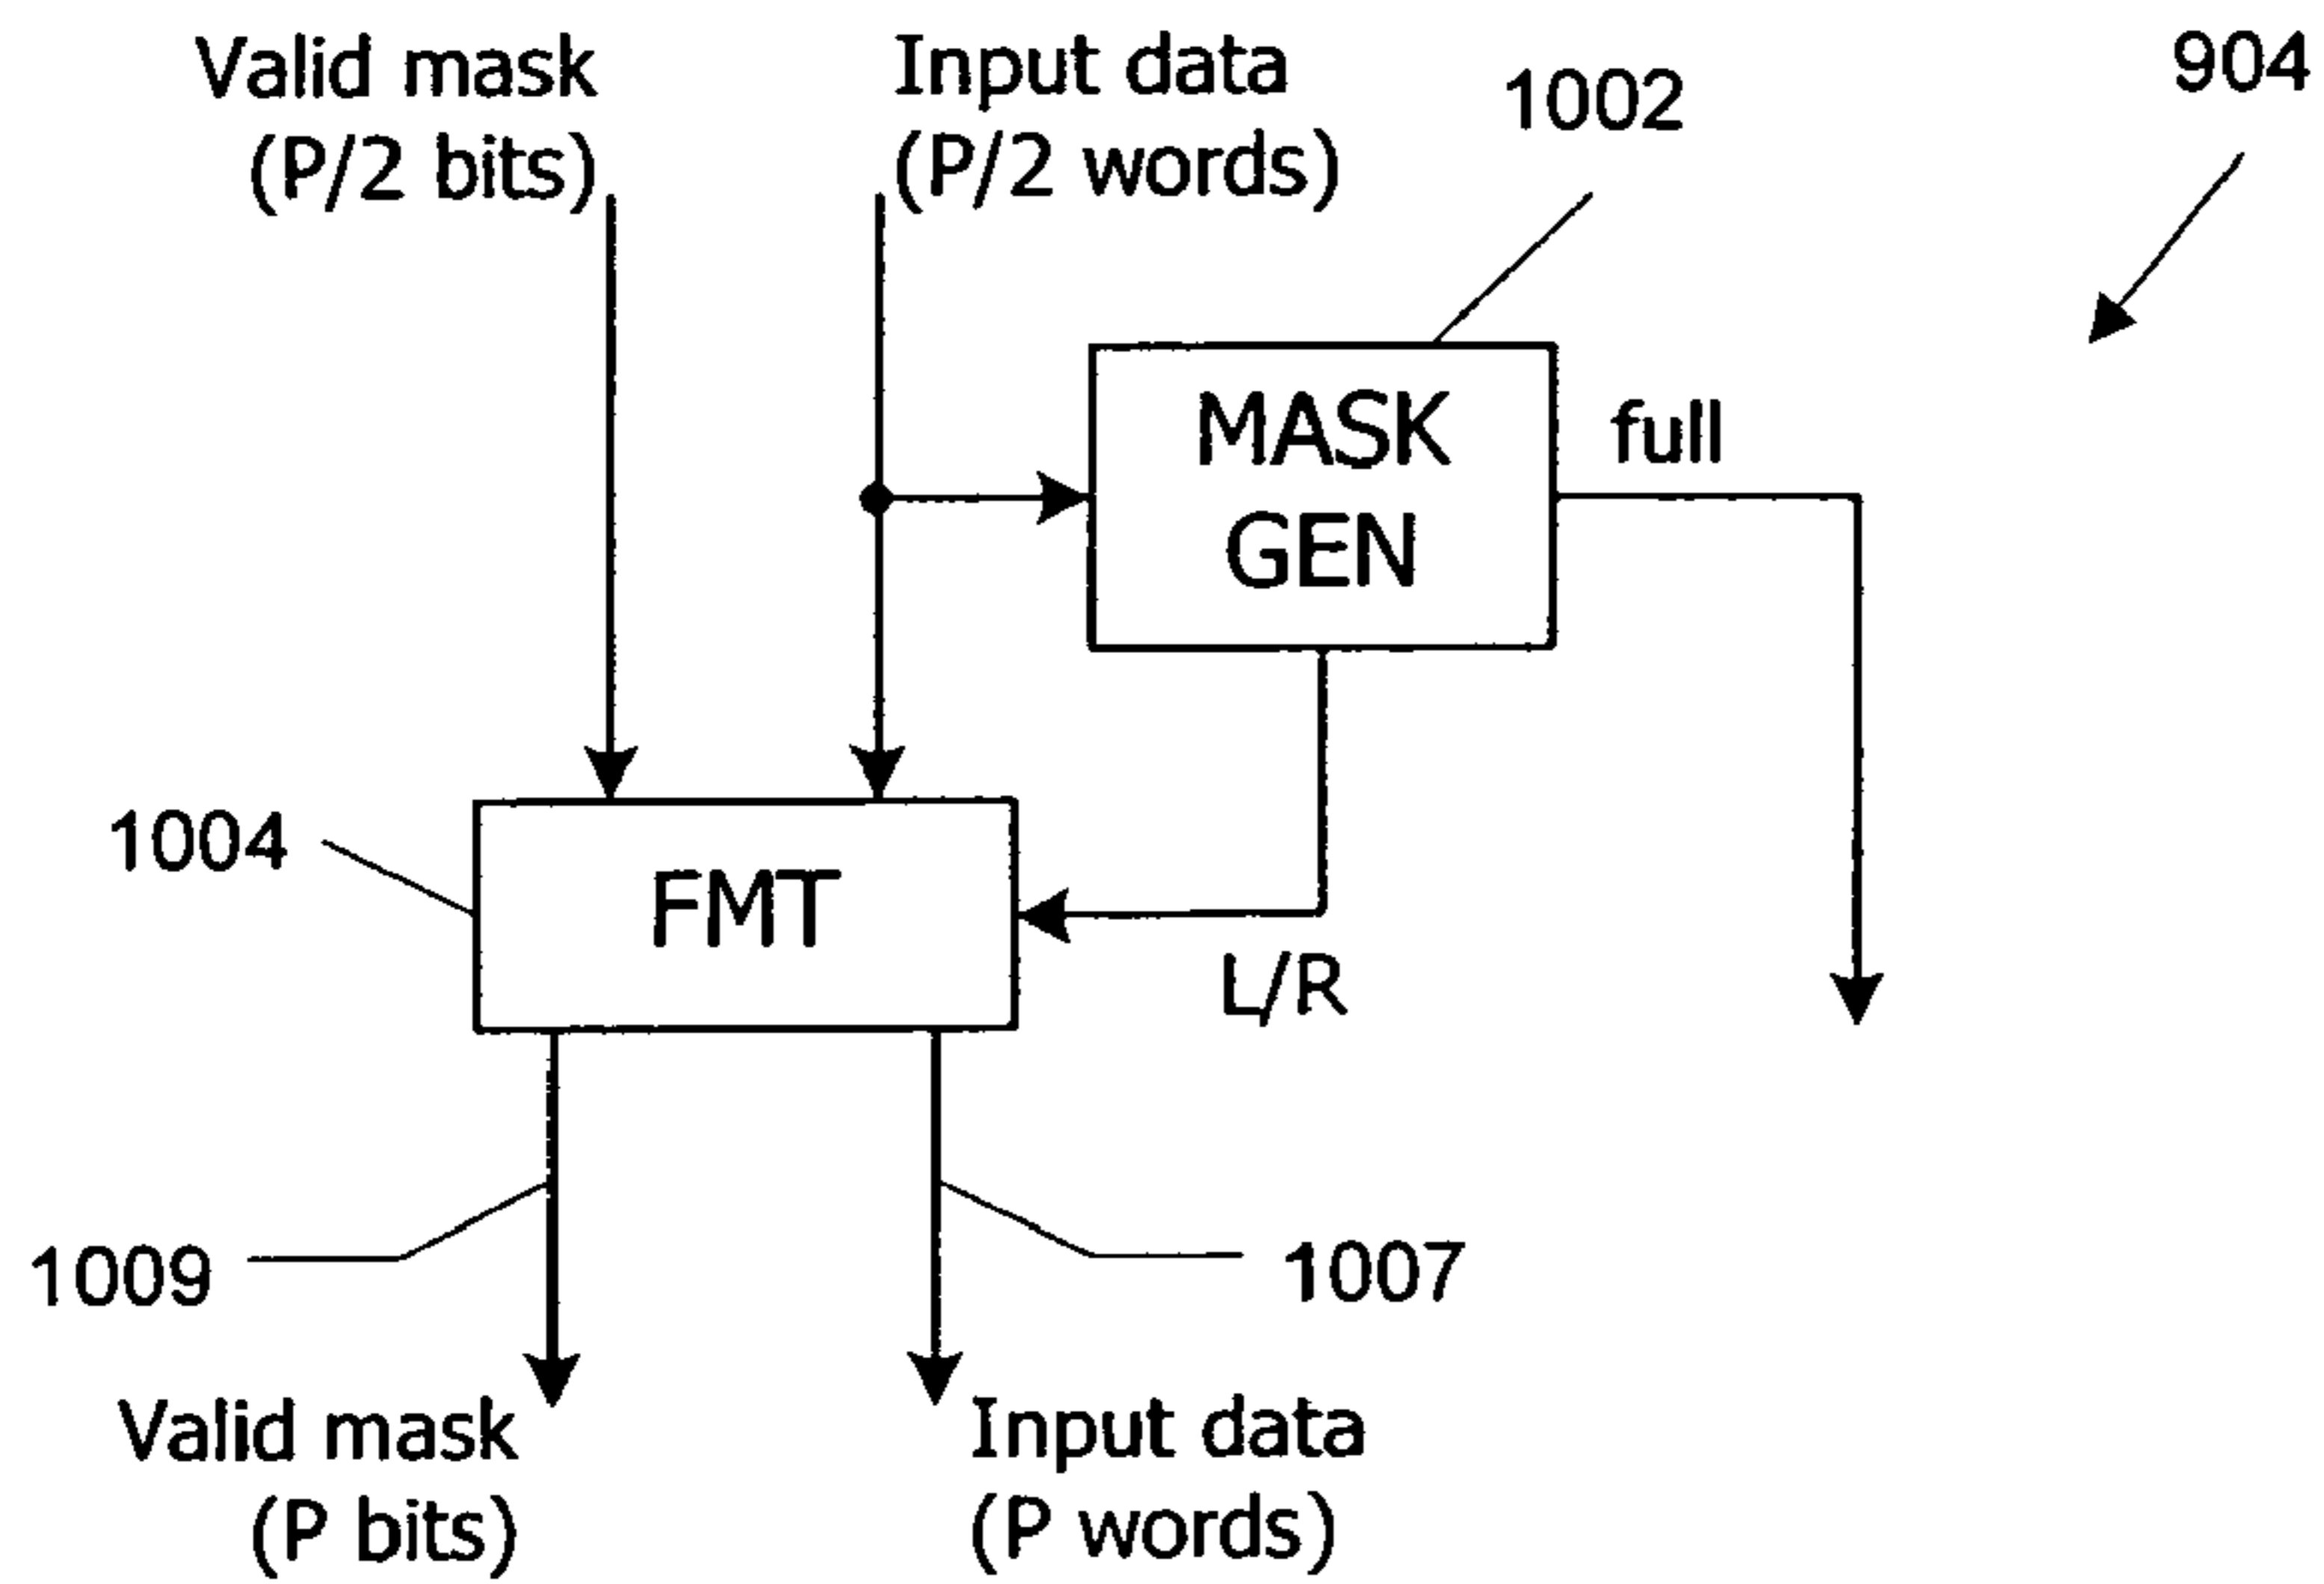 Valid mask
(P/2 bits)
Input data
(P/2 words)
1002
904
MASK
GEN
full
1004
FMT
L/R
1009
1007
Valid mask
(P bits)
Input data
(P words)